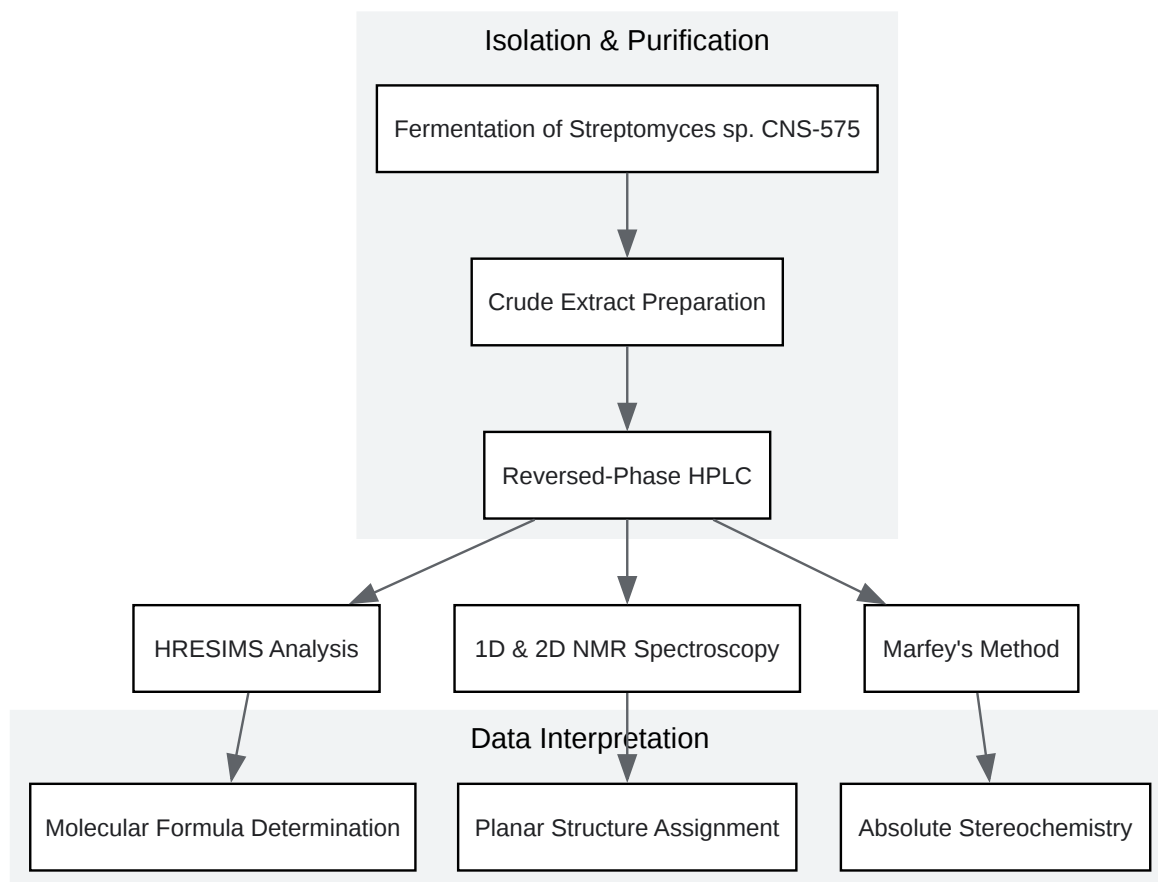 Isolation & Purification
Fermentation of Streptomyces sp. CNS-575
Crude Extract Preparation
Reversed-Phase HPLC
HRESIMS Analysis
1D & 2D NMR Spectroscopy
Marfey's Method
Data Interpretation
Molecular Formula Determination
Planar Structure Assignment
Absolute Stereochemistry